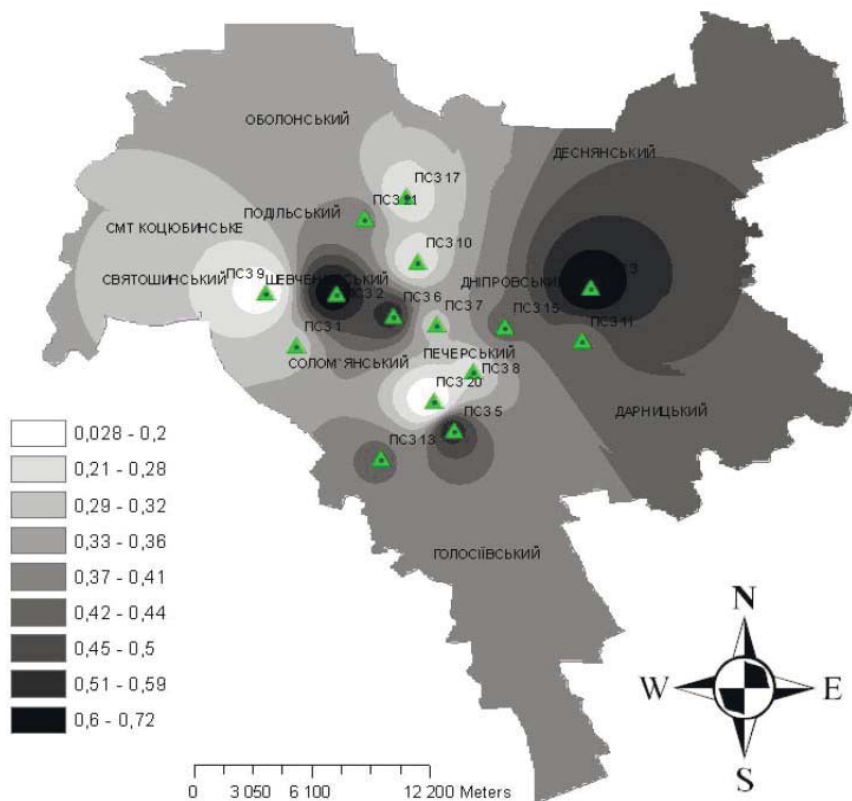 ОБОЛОНСЬКИЙ
ДЕСНЯНСЬКИЙ
ПСЗ 17
ПСЗ 21
ПОДІЛЬСЬКИЙ
СМТ КОЦЮБИНСЬКЕ
ПСЗ 10
СВЯТОШИНСЬКИЙ
ПСЗ 9
ШЕВЧЕНКІВСЬКИЙ
ДНІПРОВСЬКИЙ
3
ПСЗ 2
ПСЗ 6
ПСЗ 7
ПСЗ 15
ПСЗ 1
ПСЗ 11
ПЕЧЕРСЬКИЙ
СОЛОМ'ЯНСЬКИЙ
ПСЗ 8
ПСЗ 20
ДАРНИЦЬКИЙ
ПСЗ 5
ПСЗ 13
ГОЛОСІЇВСЬКИЙ
0,028 - 0,2
0,21 - 0,28
0,29 - 0,32
0,33 - 0,36
0,37 - 0,41
0,42 - 0,44
0,45 - 0,5
0,51 - 0,59
0,6 - 0,72
N
W E
S
0 3 050 6 100 12 200 Meters